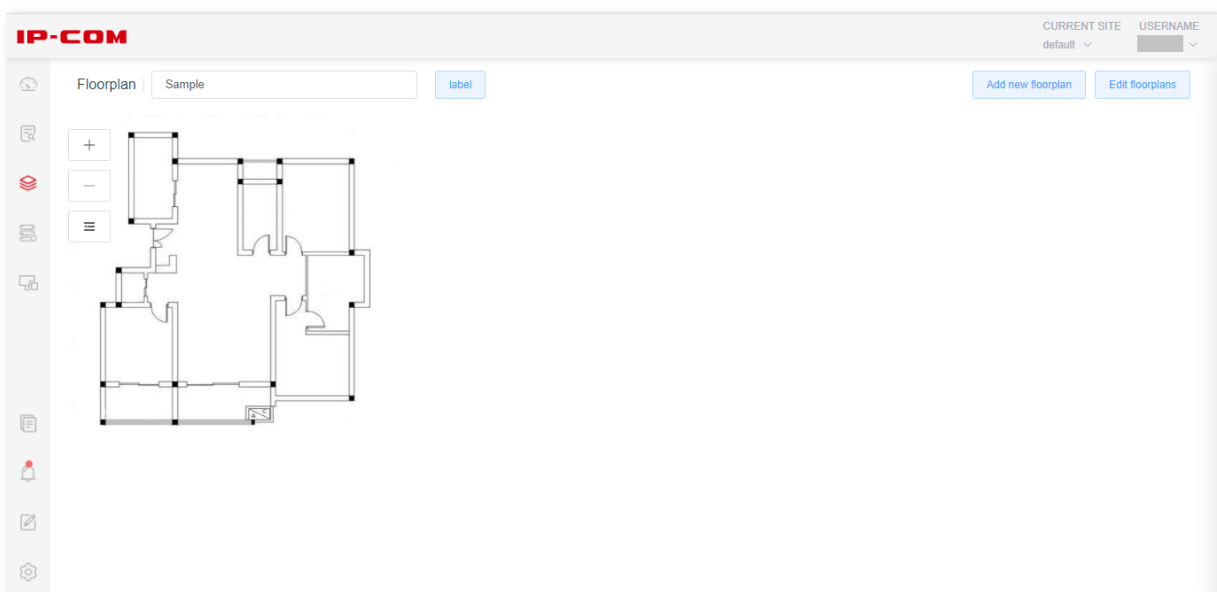 IP-COM
CURRENT SITE
USERNAME
default
Floorplan
Sample
label
Add new floorplan
Edit floorplans